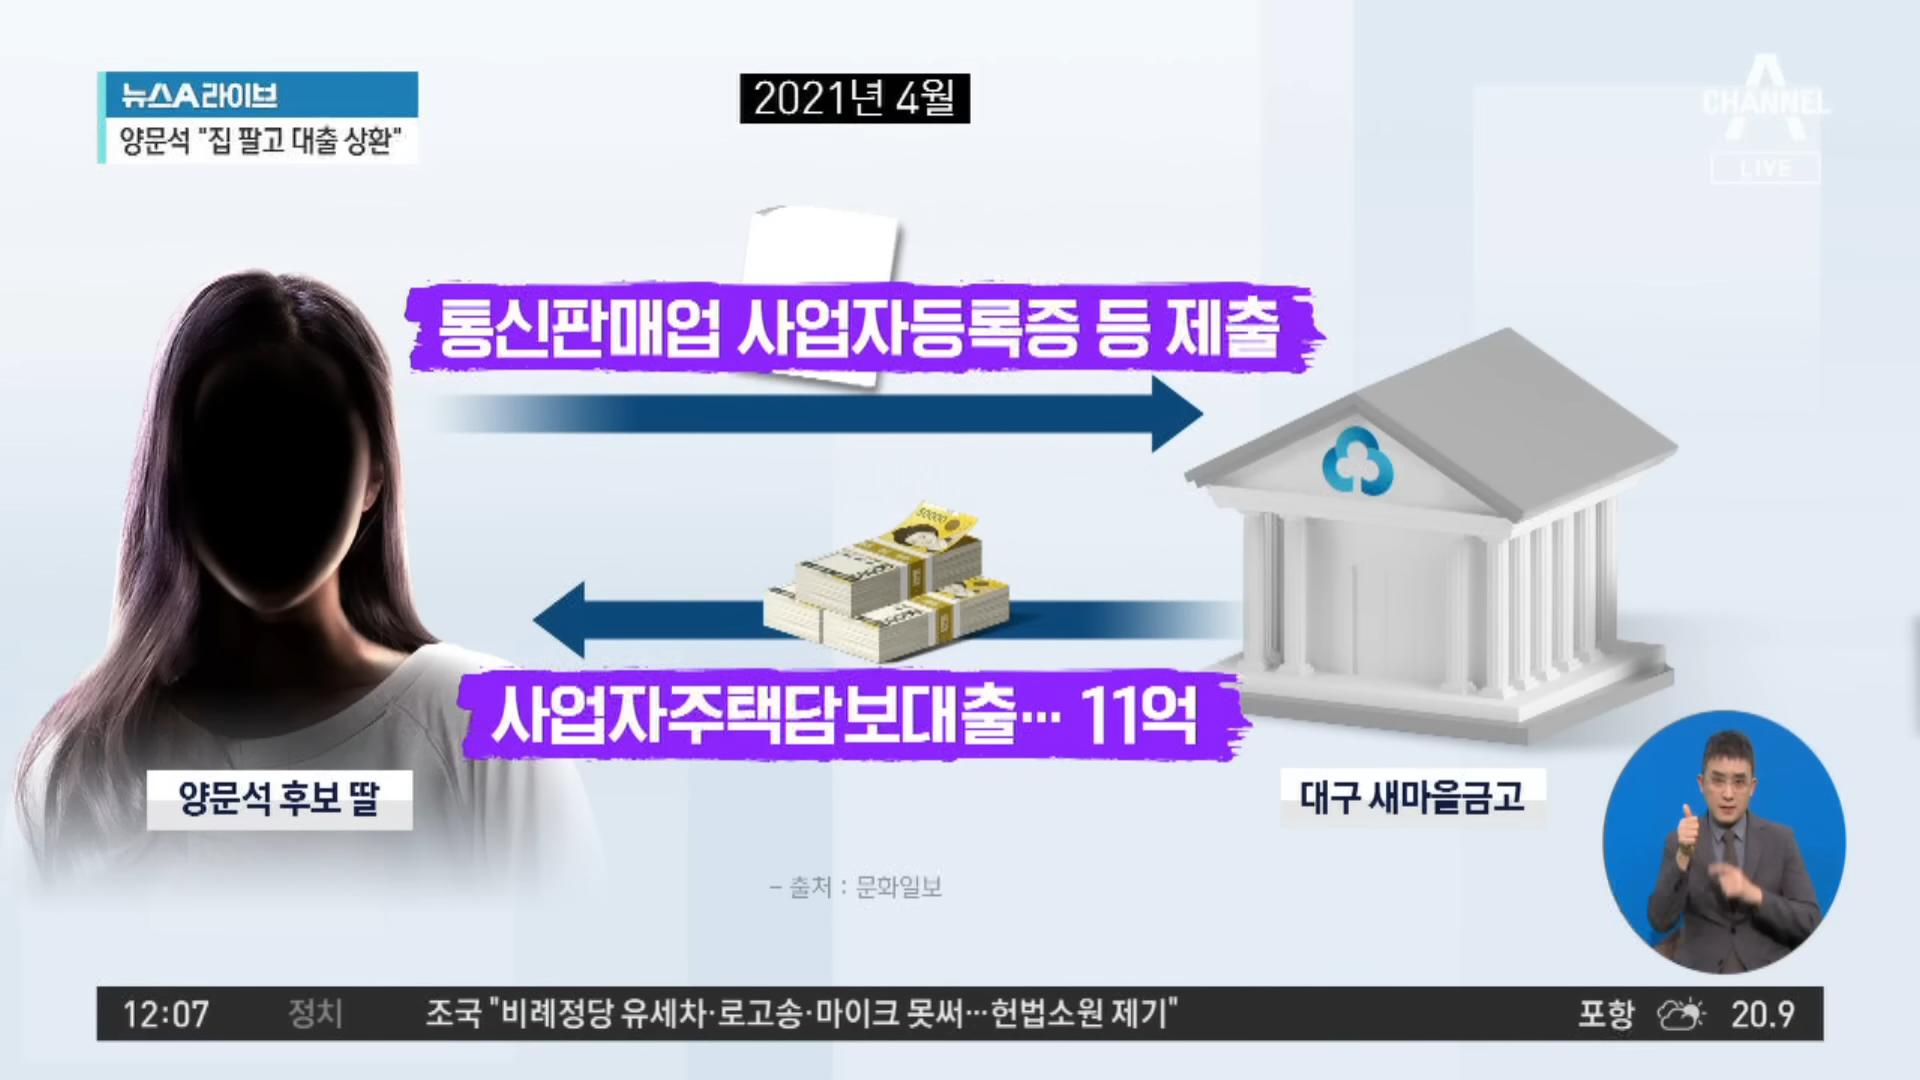 뉴스A 라이브
양문석 "집 팔고 대출 상환"
2021년 4월
CHANNEL A
LIVE
통신판매업 사업자등록증 등 제출
50000
사업자주택담보대출… 11억
양문석 후보 딸
대구 새마을금고
- 출처 : 문화일보
12:07 정치 조국 "비례정당 유세차·로고송·마이크 못써…헌법소원 제기" 포항 20.9